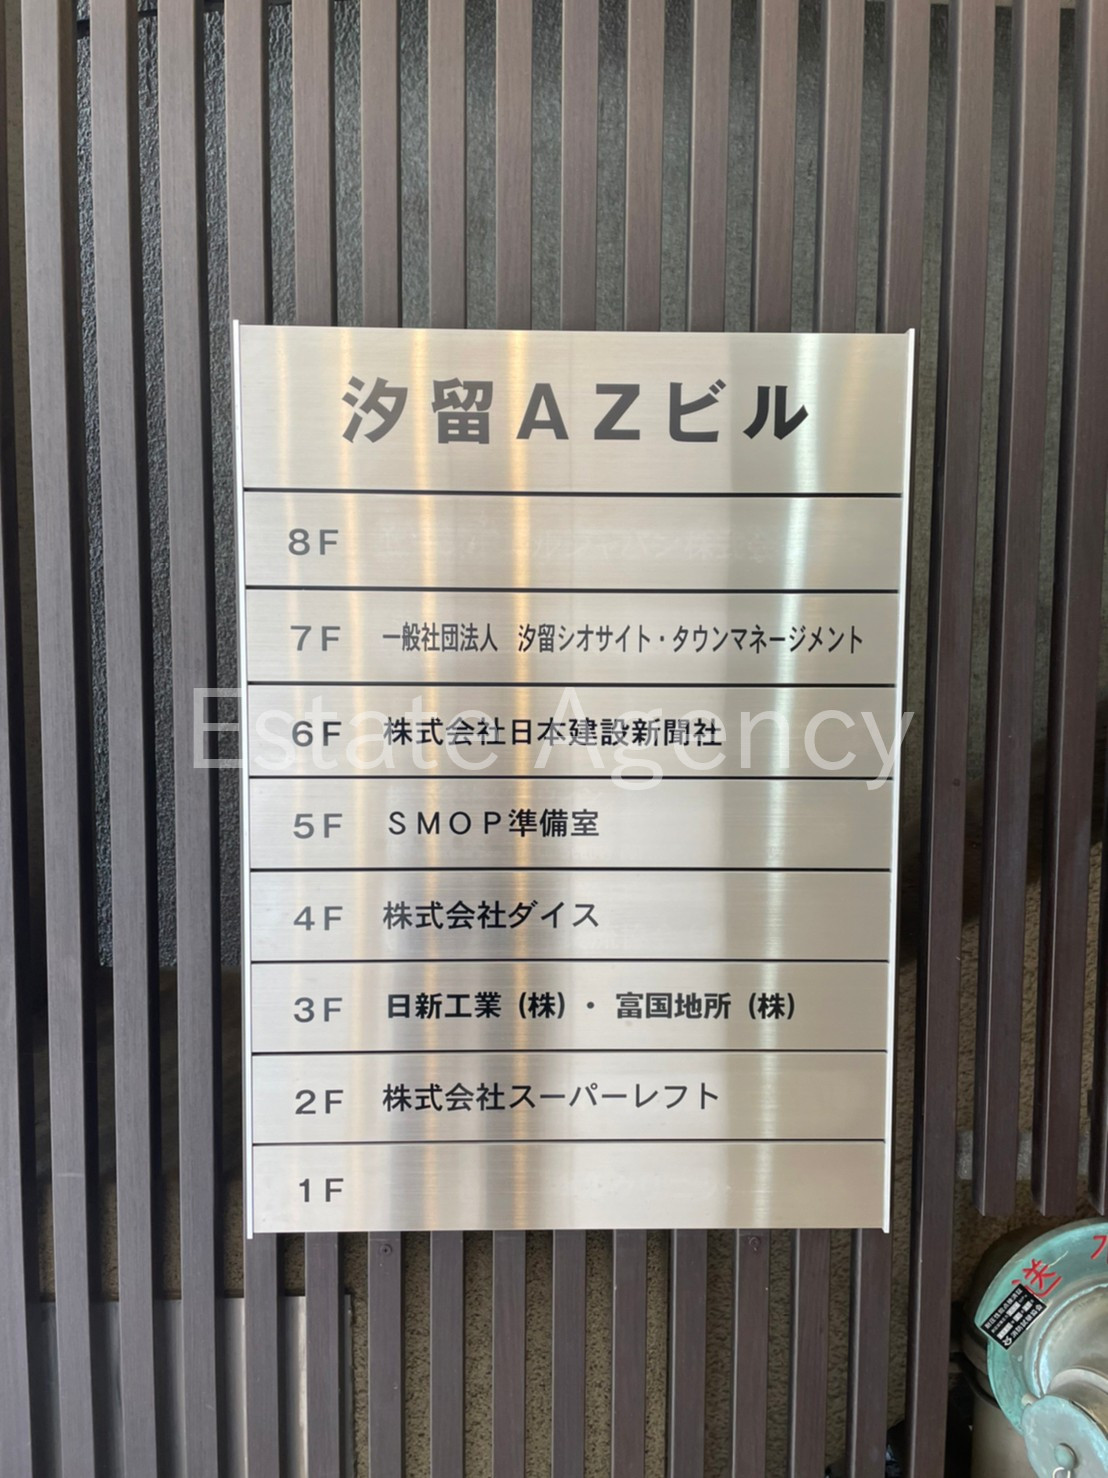 汐留AZビル
8F
7F 一般社団法人 汐留シオサイト・タウンマネージメント
6F 株式会社日本建設新聞社
Estate Agency
5F SMOP準備室
4F 株式会社ダイス
3F 日新工業(株)・富国地所(株)
2F 株式会社スーパーレフト
1F
送